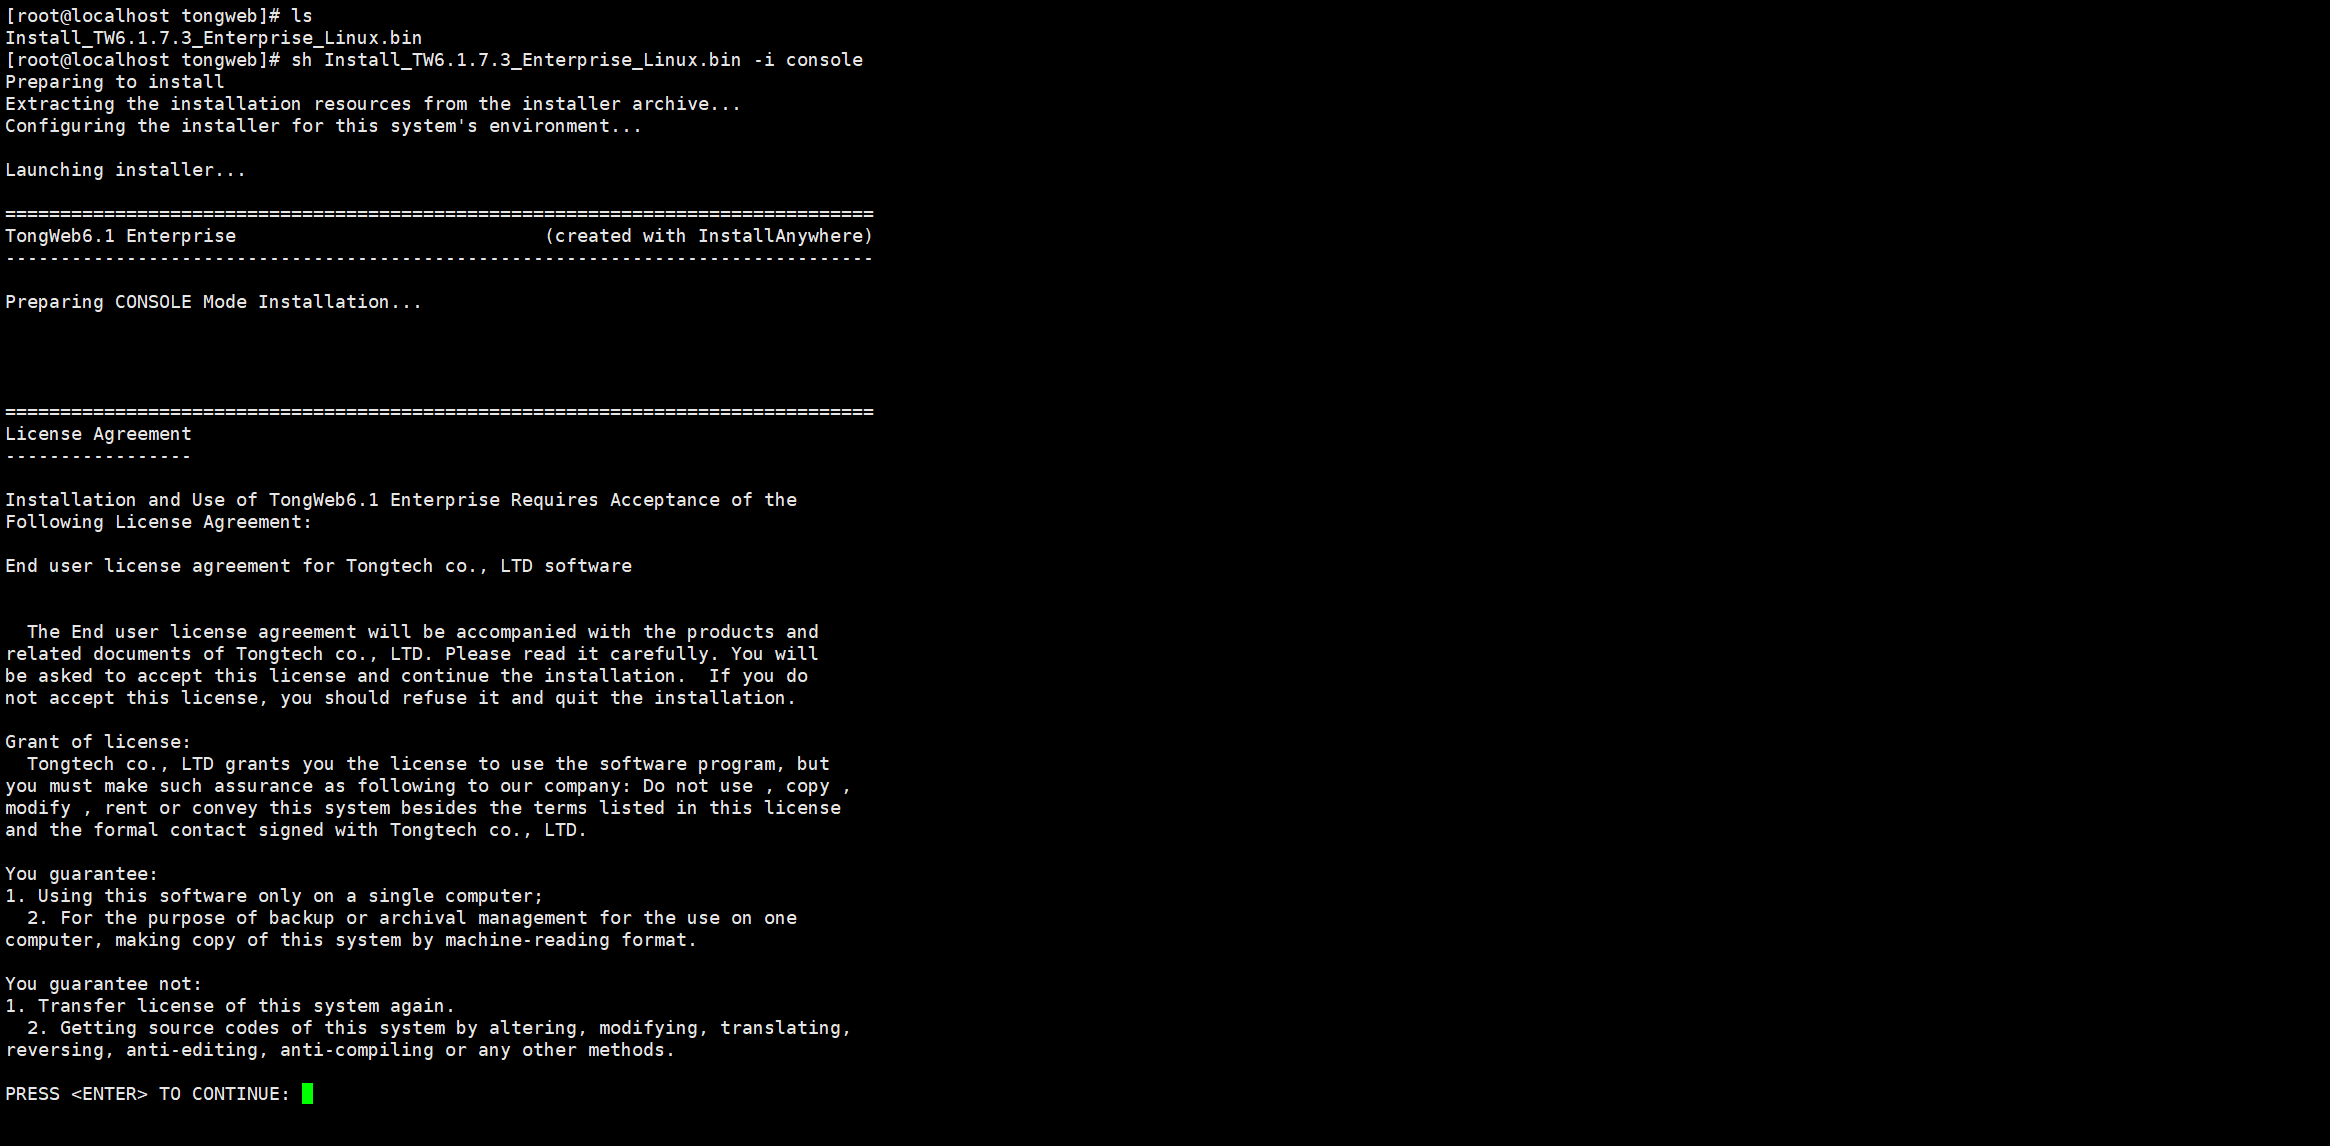 [root@localhost tongweb]# ls
Install_TW6.1.7.3_Enterprise_Linux.bin
[root@localhost tongweb]# sh Install_TW6.1.7.3_Enterprise_Linux.bin -i console
Preparing to install
Extracting the installation resources from the installer archive...
Configuring the installer for this system's environment...
Launching installer...
===============================================================================
TongWeb6.1 Enterprise                            (created with InstallAnywhere)
-------------------------------------------------------------------------------
Preparing CONSOLE Mode Installation...
===============================================================================
License Agreement
-----------------
Installation and Use of TongWeb6.1 Enterprise Requires Acceptance of the
Following License Agreement:
End user license agreement for Tongtech co., LTD software
  The End user license agreement will be accompanied with the products and
related documents of Tongtech co., LTD. Please read it carefully. You will
be asked to accept this license and continue the installation.  If you do
not accept this license, you should refuse it and quit the installation.
Grant of license:
  Tongtech co., LTD grants you the license to use the software program, but
you must make such assurance as following to our company: Do not use , copy ,
modify , rent or convey this system besides the terms listed in this license
and the formal contact signed with Tongtech co., LTD.
You guarantee:
1. Using this software only on a single computer;
  2. For the purpose of backup or archival management for the use on one
computer, making copy of this system by machine-reading format.
You guarantee not:
1. Transfer license of this system again.
  2. Getting source codes of this system by altering, modifying, translating,
reversing, anti-editing, anti-compiling or any other methods.
PRESS <ENTER> TO CONTINUE: